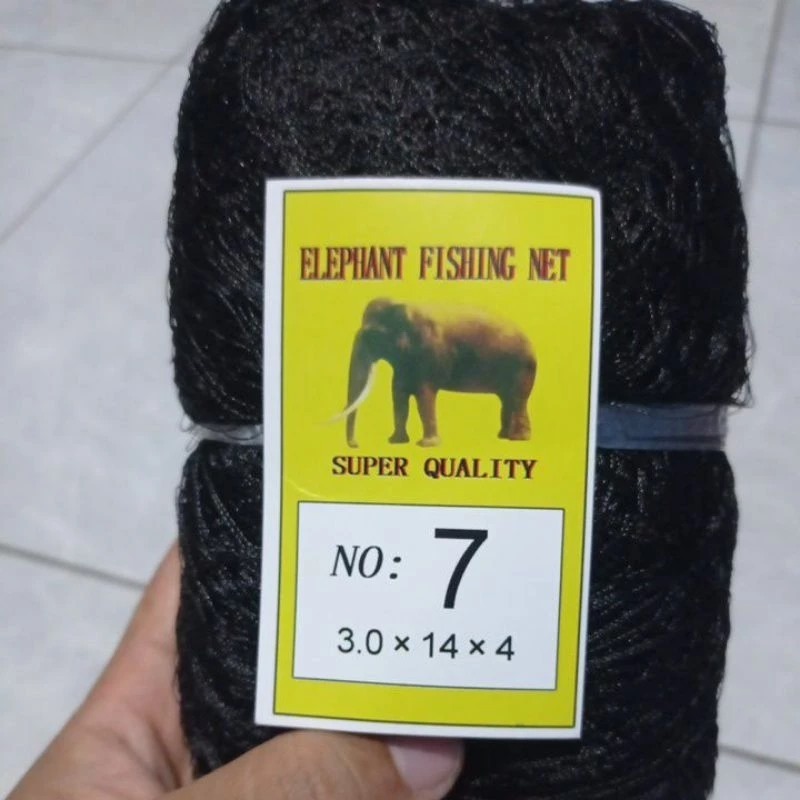 ELEPHANT FISHING NET
SUPER QUALITY
NO: 7
3.0 × 14 × 4